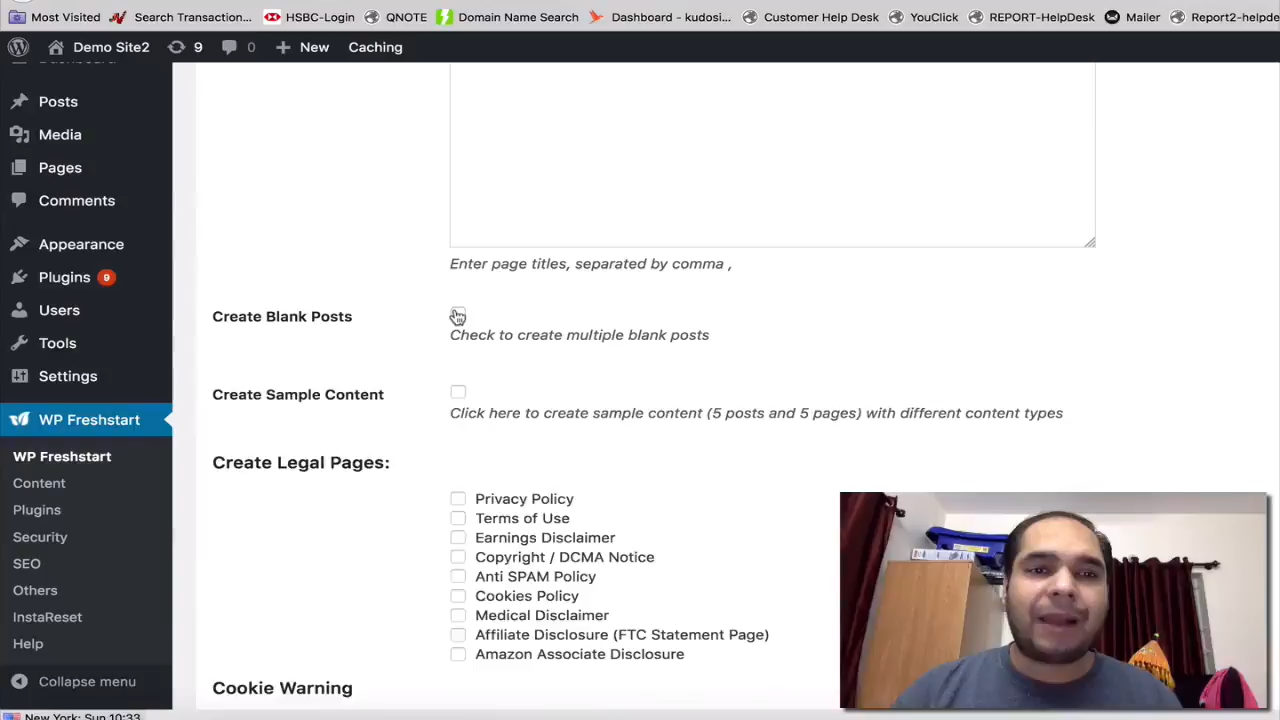 Most Visited
Search Transaction...
HSBC-Login
QNOTE
Domain Name Search
Dashboard - kudosi...
Customer Help Desk
YouClick
REPORT-HelpDesk
Mailer
Report2-helpdo
Demo Site2
9
0
New
Caching
Dashboard
Posts
Media
Pages
Comments
Appearance
Plugins 9
Users
Tools
Settings
WP Freshstart
WP Freshstart
Content
Plugins
Security
SEO
Others
InstaReset
Help
Collapse menu
Enter page titles, separated by comma ,
Create Blank Posts
Check to create multiple blank posts
Create Sample Content
Click here to create sample content (5 posts and 5 pages) with different content types
Create Legal Pages:
Privacy Policy
Terms of Use
Earnings Disclaimer
Copyright / DCMA Notice
Anti SPAM Policy
Cookies Policy
Medical Disclaimer
Affiliate Disclosure (FTC Statement Page)
Amazon Associate Disclosure
Cookie Warning
New York: Sun 10:33